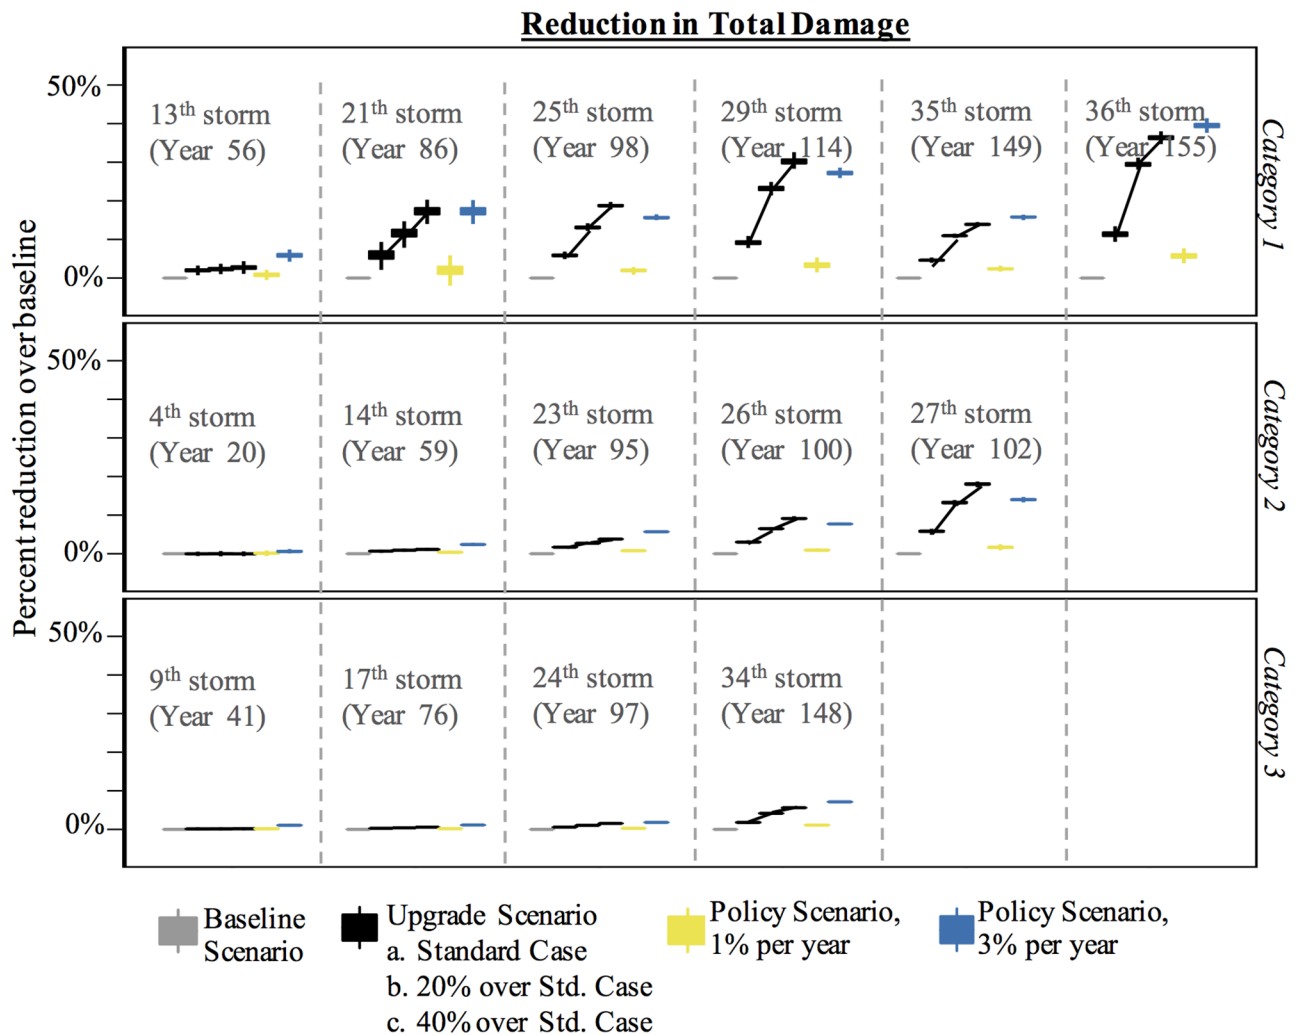 Reduction in Total Damage
Percent reduction over baseline
50%
0%
13th storm
(Year 56)
21th storm
(Year 86)
25th storm
(Year 98)
29th storm
(Year 114)
35th storm
(Year 149)
36th storm
(Year 155)
Category 1
50%
0%
4th storm
(Year 20)
14th storm
(Year 59)
23th storm
(Year 95)
26th storm
(Year 100)
27th storm
(Year 102)
Category 2
50%
0%
9th storm
(Year 41)
17th storm
(Year 76)
24th storm
(Year 97)
34th storm
(Year 148)
Category 3
Baseline
Scenario
Upgrade Scenario
a. Standard Case
b. 20% over Std. Case
c. 40% over Std. Case
Policy Scenario,
1% per year
Policy Scenario,
3% per year